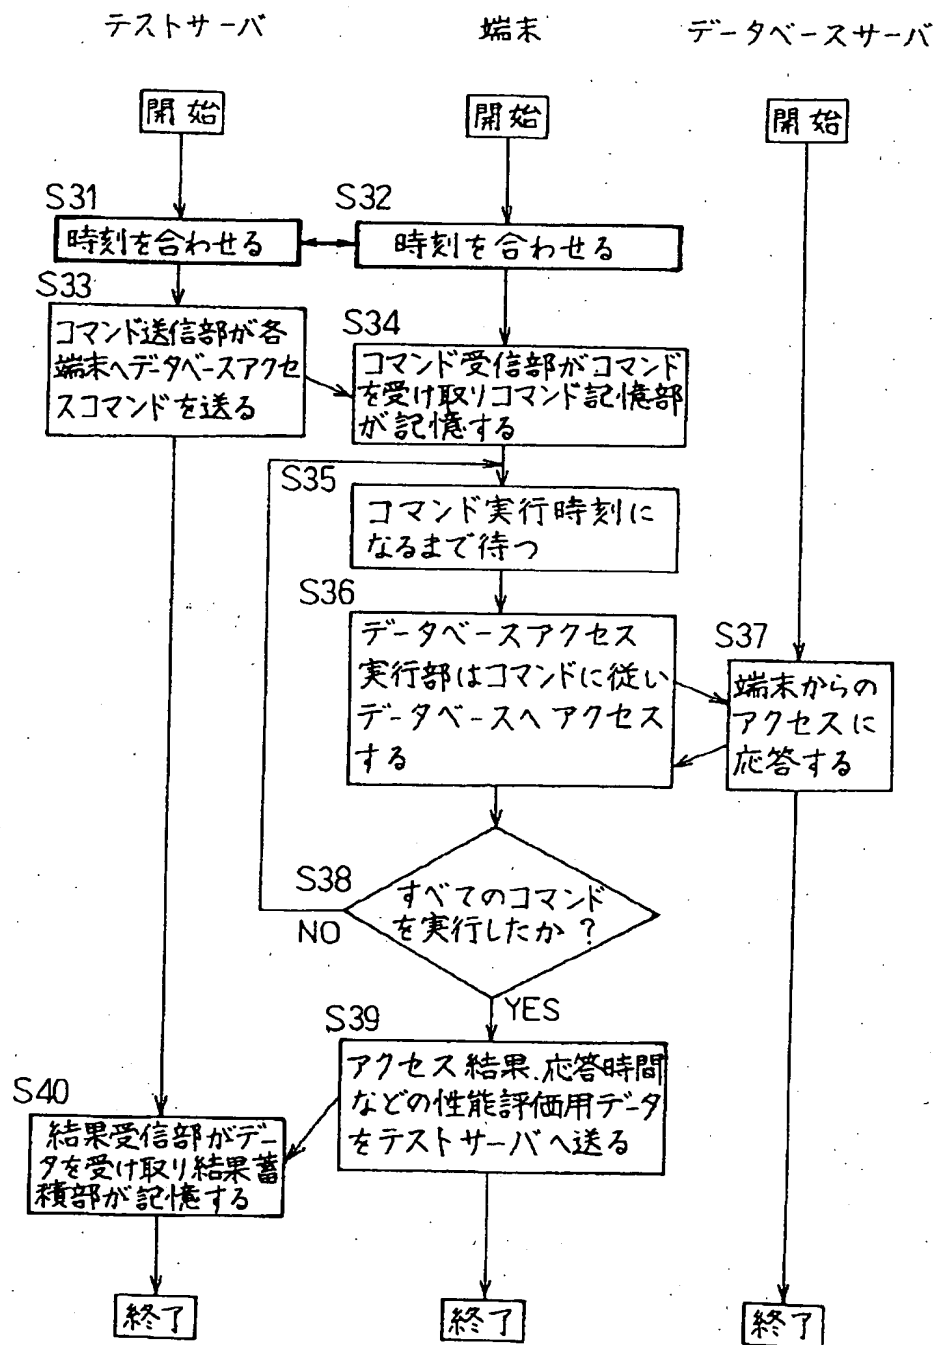 テストサーバ
端末
データベースサーバ
開始
開始
開始
S31
時刻を合わせる
S32
時刻を合わせる
S33
コマンド送信部が各
端末へデータベースアクセ
スコマンドを送る
S34
コマンド受信部がコマンド
を受け取りコマンド記憶部
が記憶する
S35
コマンド実行時刻に
なるまで待つ
S36
データベースアクセス
実行部はコマンドに従い
データベースへアクセス
する
S37
端末からの
アクセスに
応答する
S38
すべてのコマンド
を実行したか?
NO
YES
S39
アクセス結果、応答時間
などの性能評価用データ
をテストサーバへ送る
S40
結果受信部がデー
タを受け取り結果蓄
積部が記憶する
終了
終了
終了